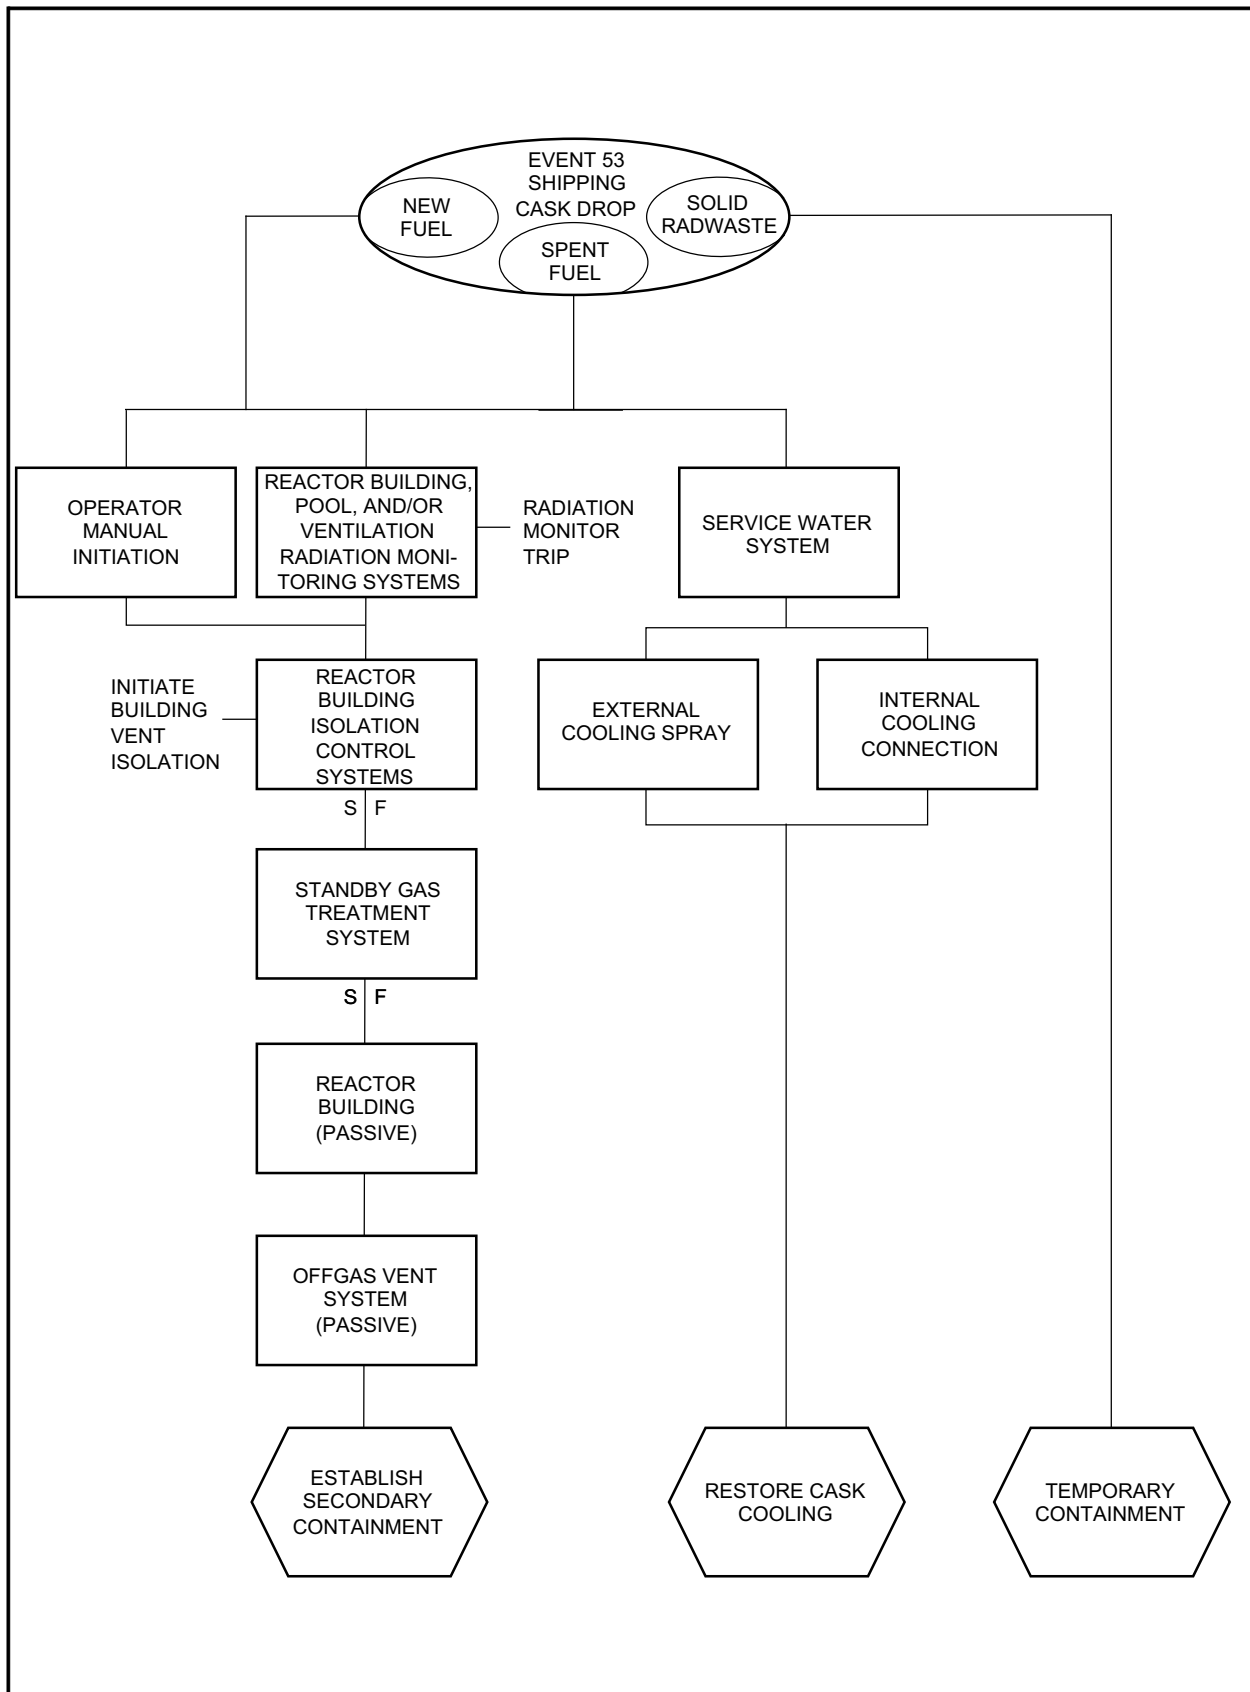 EVENT 53
SHIPPING
CASK DROP
NEW
FUEL
SPENT
FUEL
SOLID
RADWASTE
OPERATOR
MANUAL
INITIATION
REACTOR BUILDING,
POOL, AND/OR
VENTILATION
RADIATION MONI-
TORING SYSTEMS
RADIATION
MONITOR
TRIP
SERVICE WATER
SYSTEM
INITIATE
BUILDING
VENT
ISOLATION
REACTOR
BUILDING
ISOLATION
CONTROL
SYSTEMS
EXTERNAL
COOLING SPRAY
INTERNAL
COOLING
CONNECTION
S F
STANDBY GAS
TREATMENT
SYSTEM
S F
REACTOR
BUILDING
(PASSIVE)
OFFGAS VENT
SYSTEM
(PASSIVE)
ESTABLISH
SECONDARY
CONTAINMENT
RESTORE CASK
COOLING
TEMPORARY
CONTAINMENT